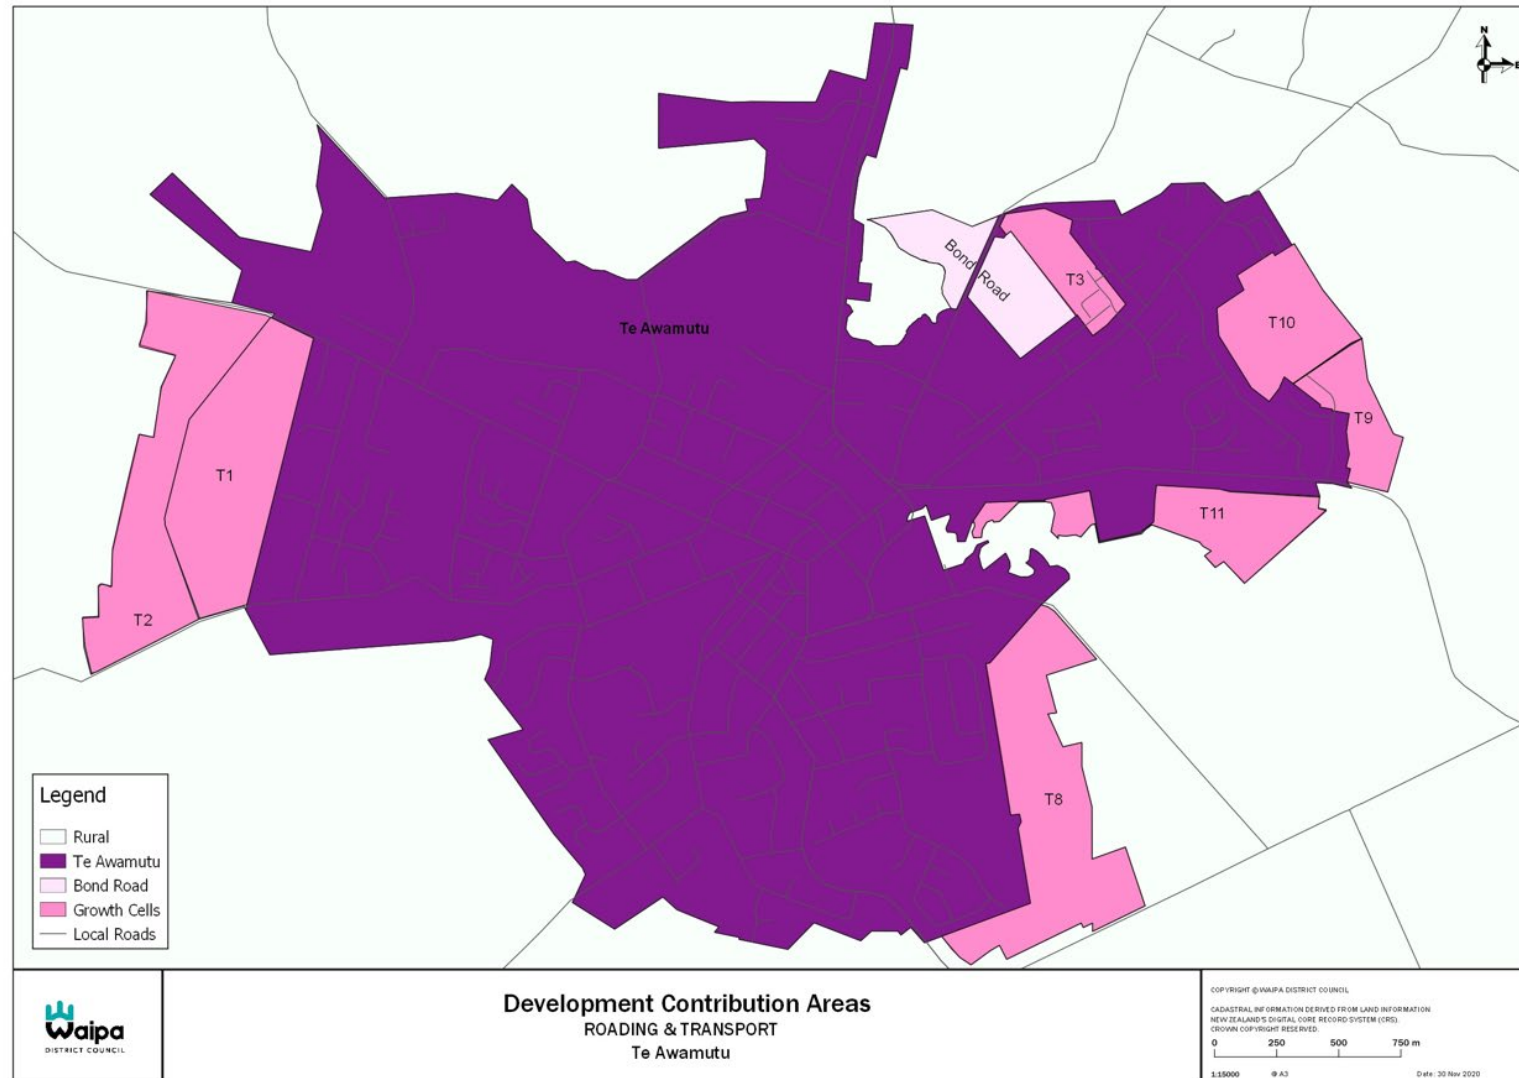 N
E
Bond Road
T3
Te Awamutu
T10
T9
T1
T11
T2
T8
Legend
Rural
Te Awamutu
Bond Road
Growth Cells
Local Roads
Waipa
DISTRICT COUNCIL
Development Contribution Areas
ROADING & TRANSPORT
Te Awamutu
COPYRIGHT @ WAIPA DISTRICT COUNCIL
CADASTRAL INFORMATION DERIVED FROM LAND INFORMATION
NEW ZEALAND'S DIGITAL CORE RECORD SYSTEM (CRS).
CROWN COPYRIGHT RESERVED.
0 250 500 750 m
1:15000 @ A3 Date: 30 Nov 2020